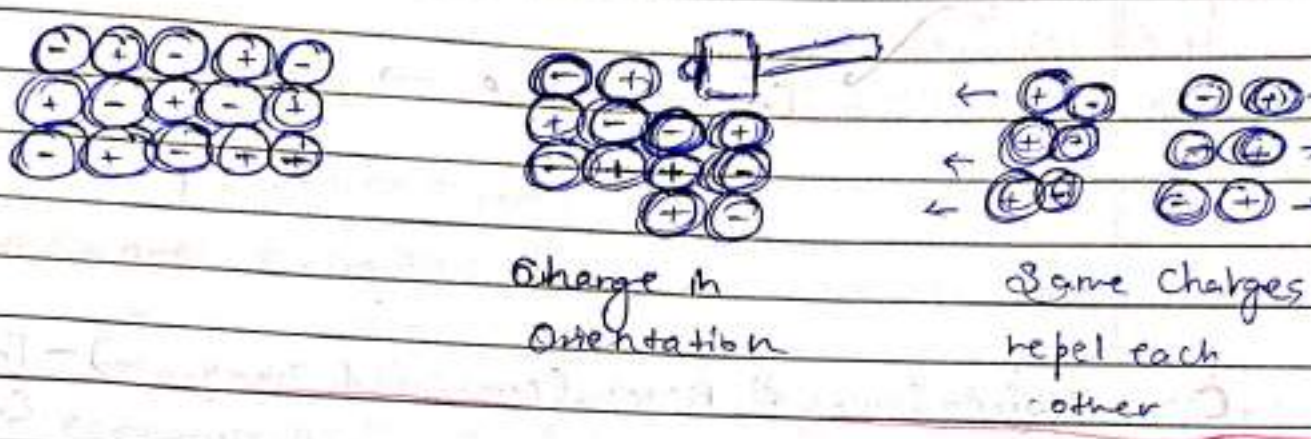 - + - + -
+ - + - +
- + - + +
- +
+ - - +
- + + -
+ -
← + - - +
← + - - + →
← + - - + →
Change in
Orientation
Same Charges
repel each
other